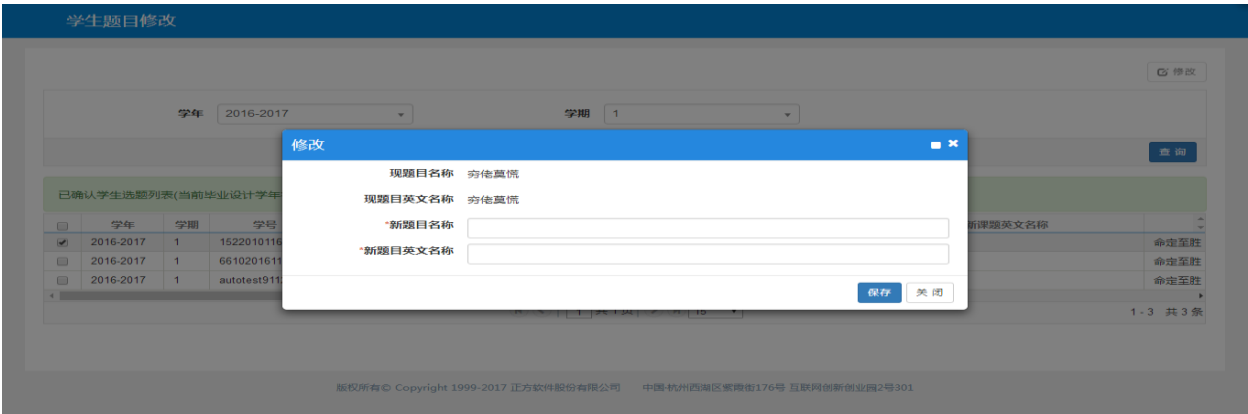 学生题目修改
修改
学年 2016-2017 学期 1
修改
查 询
现题目名称 穷佬莫慌
现题目英文名称 穷佬莫慌
*新题目名称
*新题目英文名称
保存 关 闭
已确认学生选题列表(当前毕业设计学年
学年 学期 学号 新课题英文名称
2016-2017 1 1522010116 命定至胜
2016-2017 1 6610201611 命定至胜
2016-2017 1 autotest911 命定至胜
1 共 1 页 15 1 - 3 共 3 条
版权所有© Copyright 1999-2017 正方软件股份有限公司 中国·杭州西湖区紫霞街176号 互联网创新创业园2号301